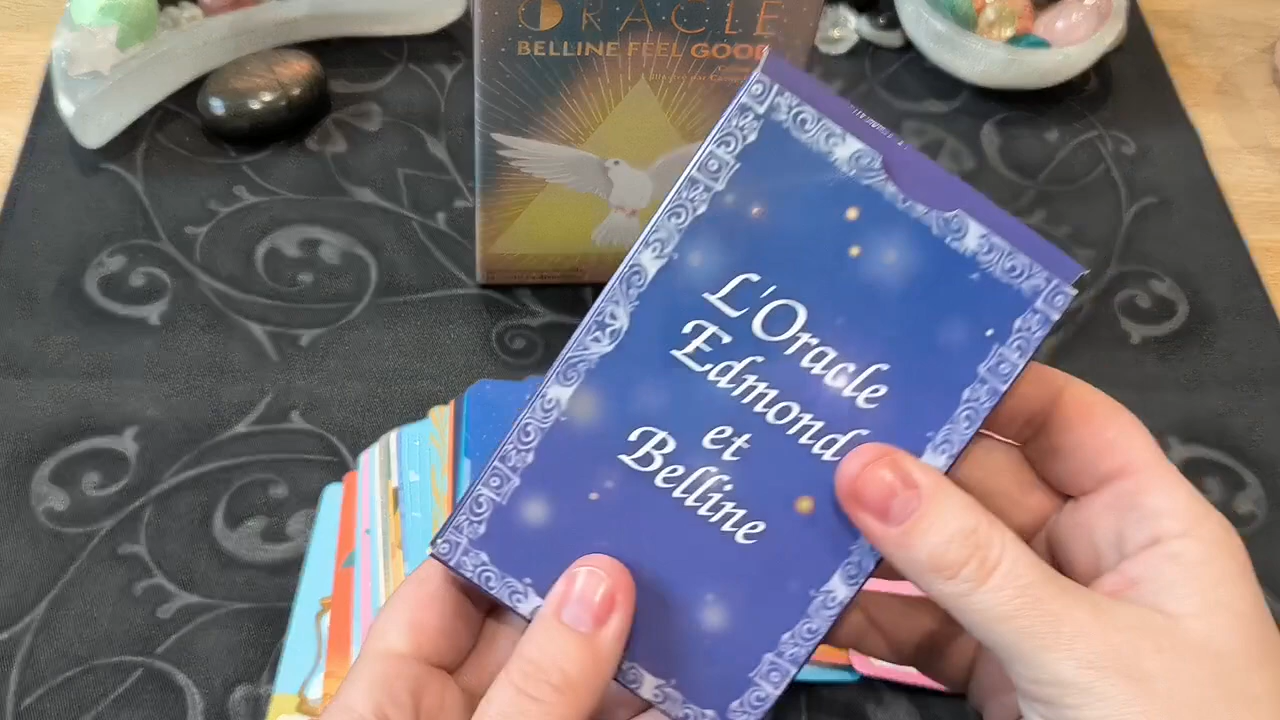 ORACLE
BELLINE FEEL GOOD
L'Oracle
Edmond
et
Belline